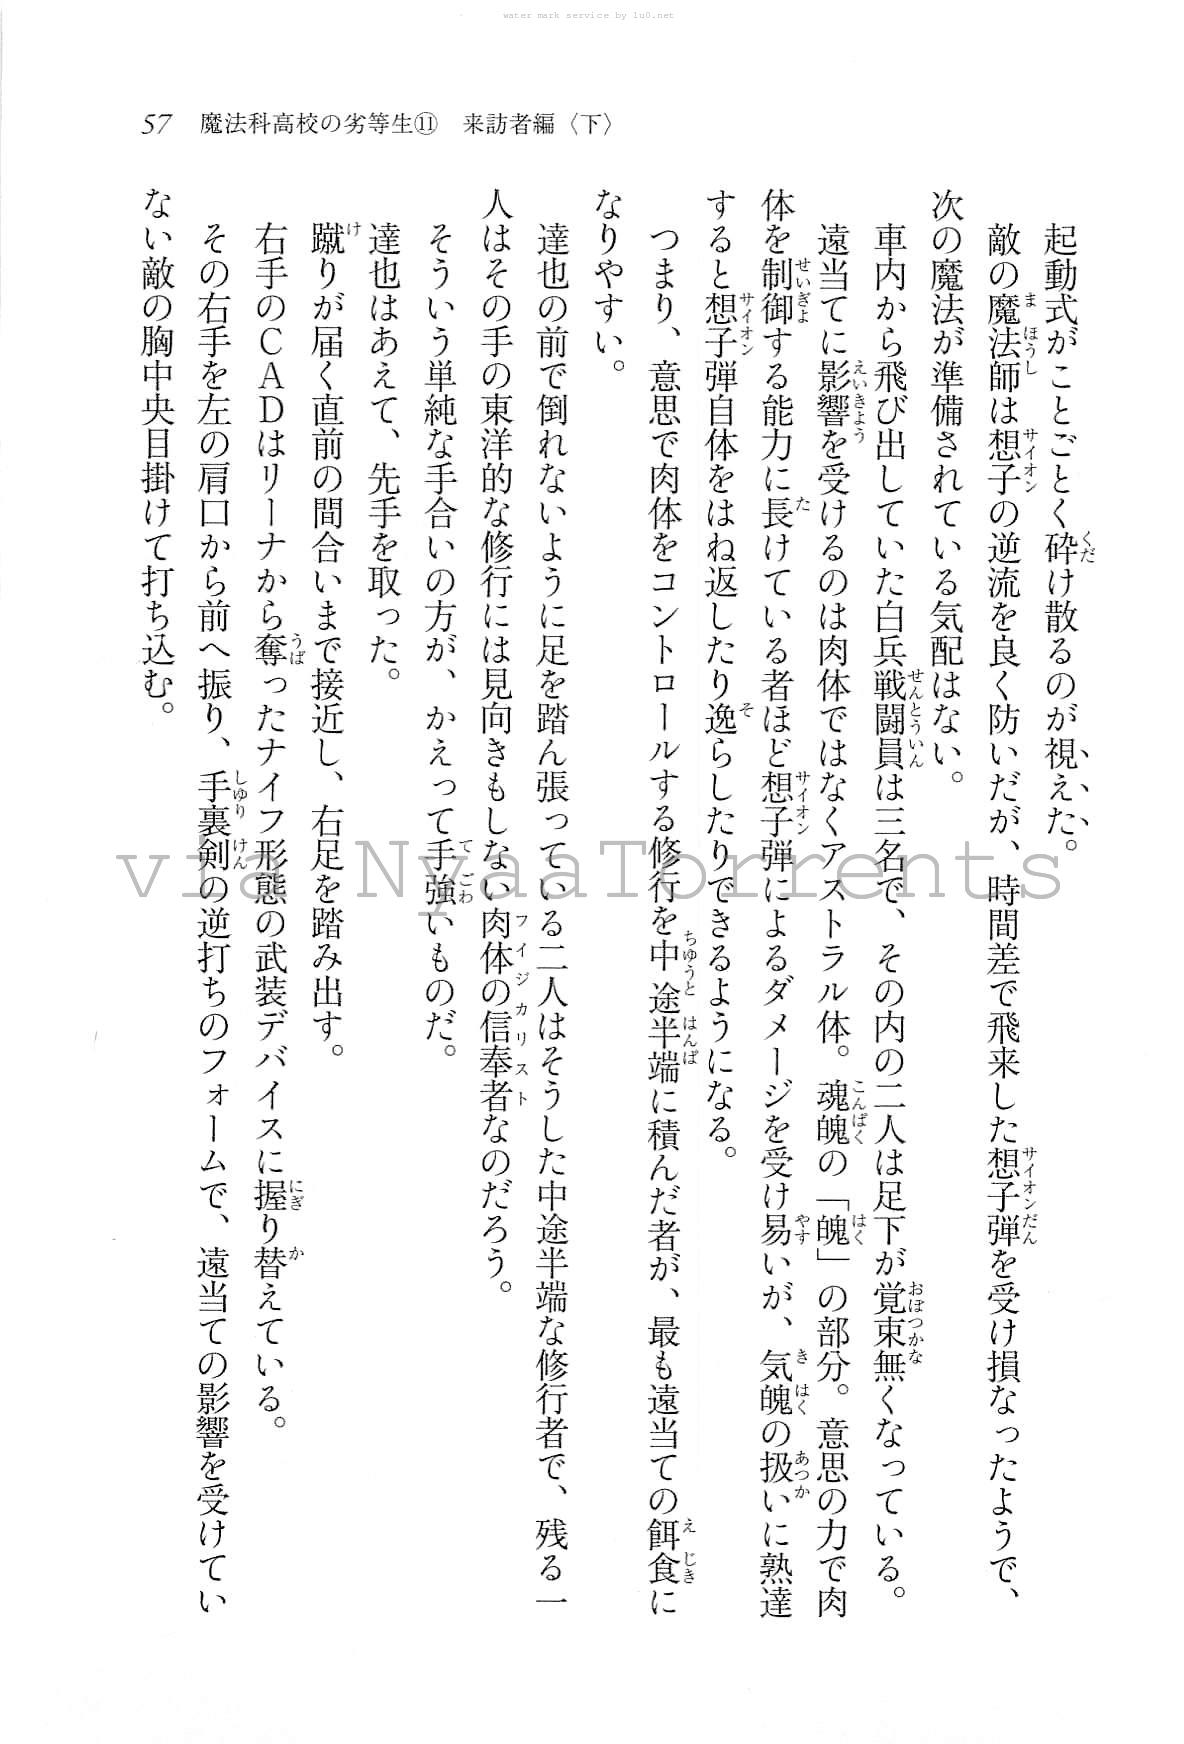 water mark service by lu0.net
57 魔法科高校の劣等生⑪ 来訪者編〈下〉
起動式がことごとく砕け散るのが視えた。
敵の魔法師は想子の逆流を良く防いだが、時間差で飛来した想子弾を受け損なったようで、
次の魔法が準備されている気配はない。
車内から飛び出していた白兵戦闘員は三名で、その内の二人は足下が覚束無くなっている。
遠当てに影響を受けるのは肉体ではなくアストラル体。魂魄の「魄」の部分。意思の力で肉
体を制御する能力に長けている者ほど想子弾によるダメージを受け易いが、気魄の扱いに熟達
すると想子弾自体をはね返したり逸らしたりできるようになる。
つまり、意思で肉体をコントロールする修行を中途半端に積んだ者が、最も遠当ての餌食に
なりやすい。
達也の前で倒れないように足を踏ん張っている二人はそうした中途半端な修行者で、残る一
人はその手の東洋的な修行には見向きもしない肉体の信奉者なのだろう。
そういう単純な手合いの方が、かえって手強いものだ。
達也はあえて、先手を取った。
蹴りが届く直前の間合いまで接近し、右足を踏み出す。
右手のCADはリーナから奪ったナイフ形態の武装デバイスに握り替えている。
その右手を左の肩口から前へ振り、手裏剣の逆打ちのフォームで、遠当ての影響を受けてい
ない敵の胸中央目掛けて打ち込む。
via NyaaTorrents